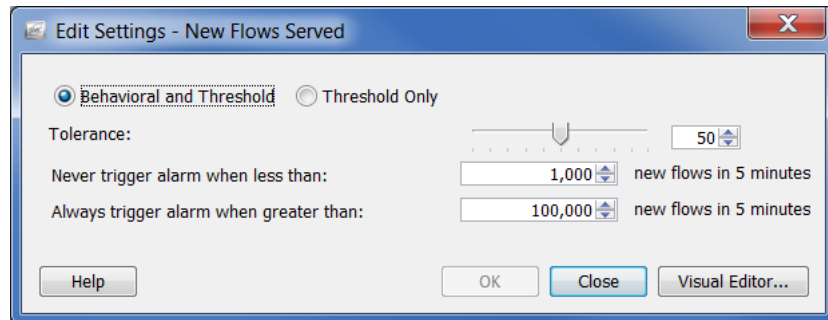 Edit Settings - New Flows Served
X
Behavioral and Threshold Threshold Only
Tolerance: 50
Never trigger alarm when less than: 1,000 new flows in 5 minutes
Always trigger alarm when greater than: 100,000 new flows in 5 minutes
Help OK Close Visual Editor...